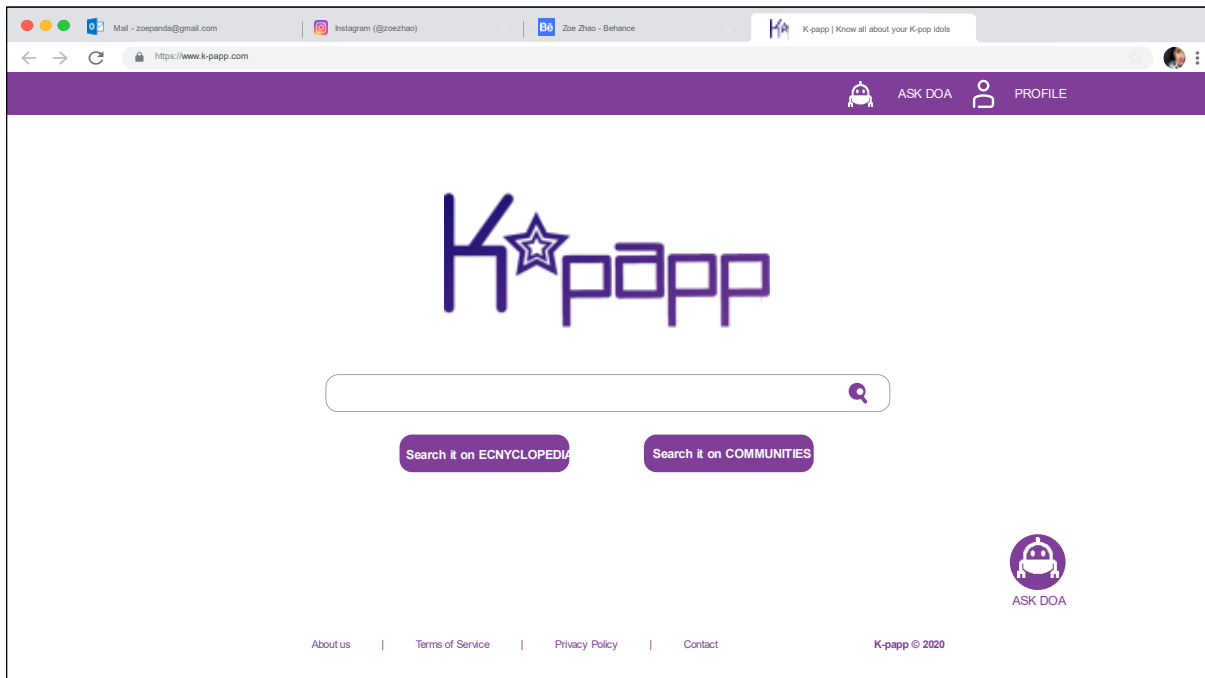 Mail - zoepanda@gmail.com
Instagram (@zoezhao)
Bē Zoe Zhao - Behance
K-papp | Know all about your K-pop idols
https://www.k-papp.com
ASK DOA PROFILE
K papp
Search it on ECNYCLOPEDIA
Search it on COMMUNITIES
ASK DOA
About us | Terms of Service | Privacy Policy | Contact K-papp © 2020